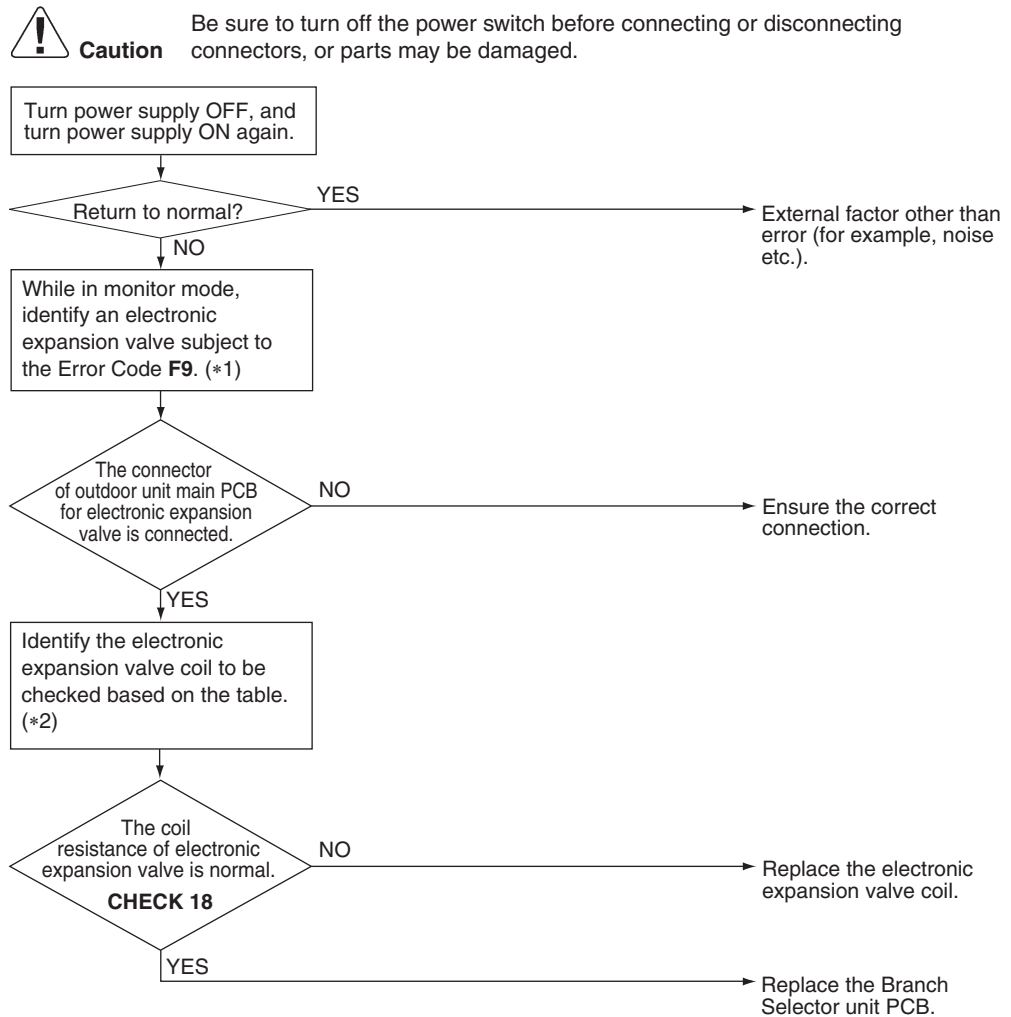 Be sure to turn off the power switch before connecting or disconnecting
Caution connectors, or parts may be damaged.
Turn power supply OFF, and
turn power supply ON again.
Return to normal?
YES
External factor other than
error (for example, noise
etc.).
NO
While in monitor mode,
identify an electronic
expansion valve subject to
the Error Code F9. (*1)
The connector
of outdoor unit main PCB
for electronic expansion
valve is connected.
NO
Ensure the correct
connection.
YES
Identify the electronic
expansion valve coil to be
checked based on the table.
(*2)
The coil
resistance of electronic
expansion valve is normal.
CHECK 18
NO
Replace the electronic
expansion valve coil.
YES
Replace the Branch
Selector unit PCB.